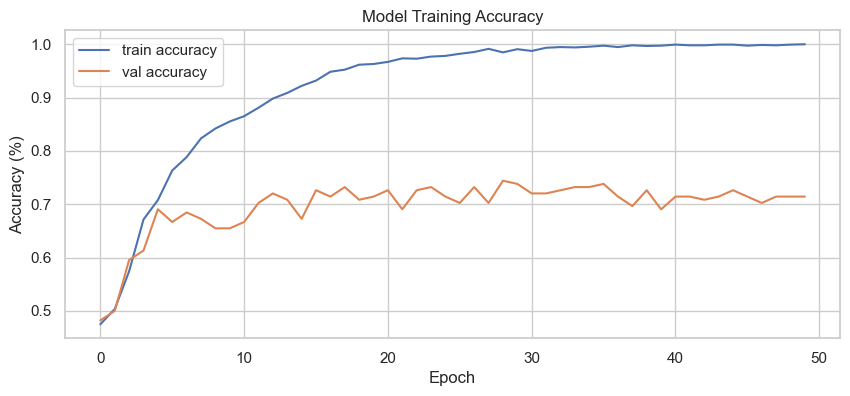 Model Training Accuracy
train accuracy
val accuracy
Accuracy (%)
1.0
0.9
0.8
0.7
0.6
0.5
0 10 20 30 40 50
Epoch